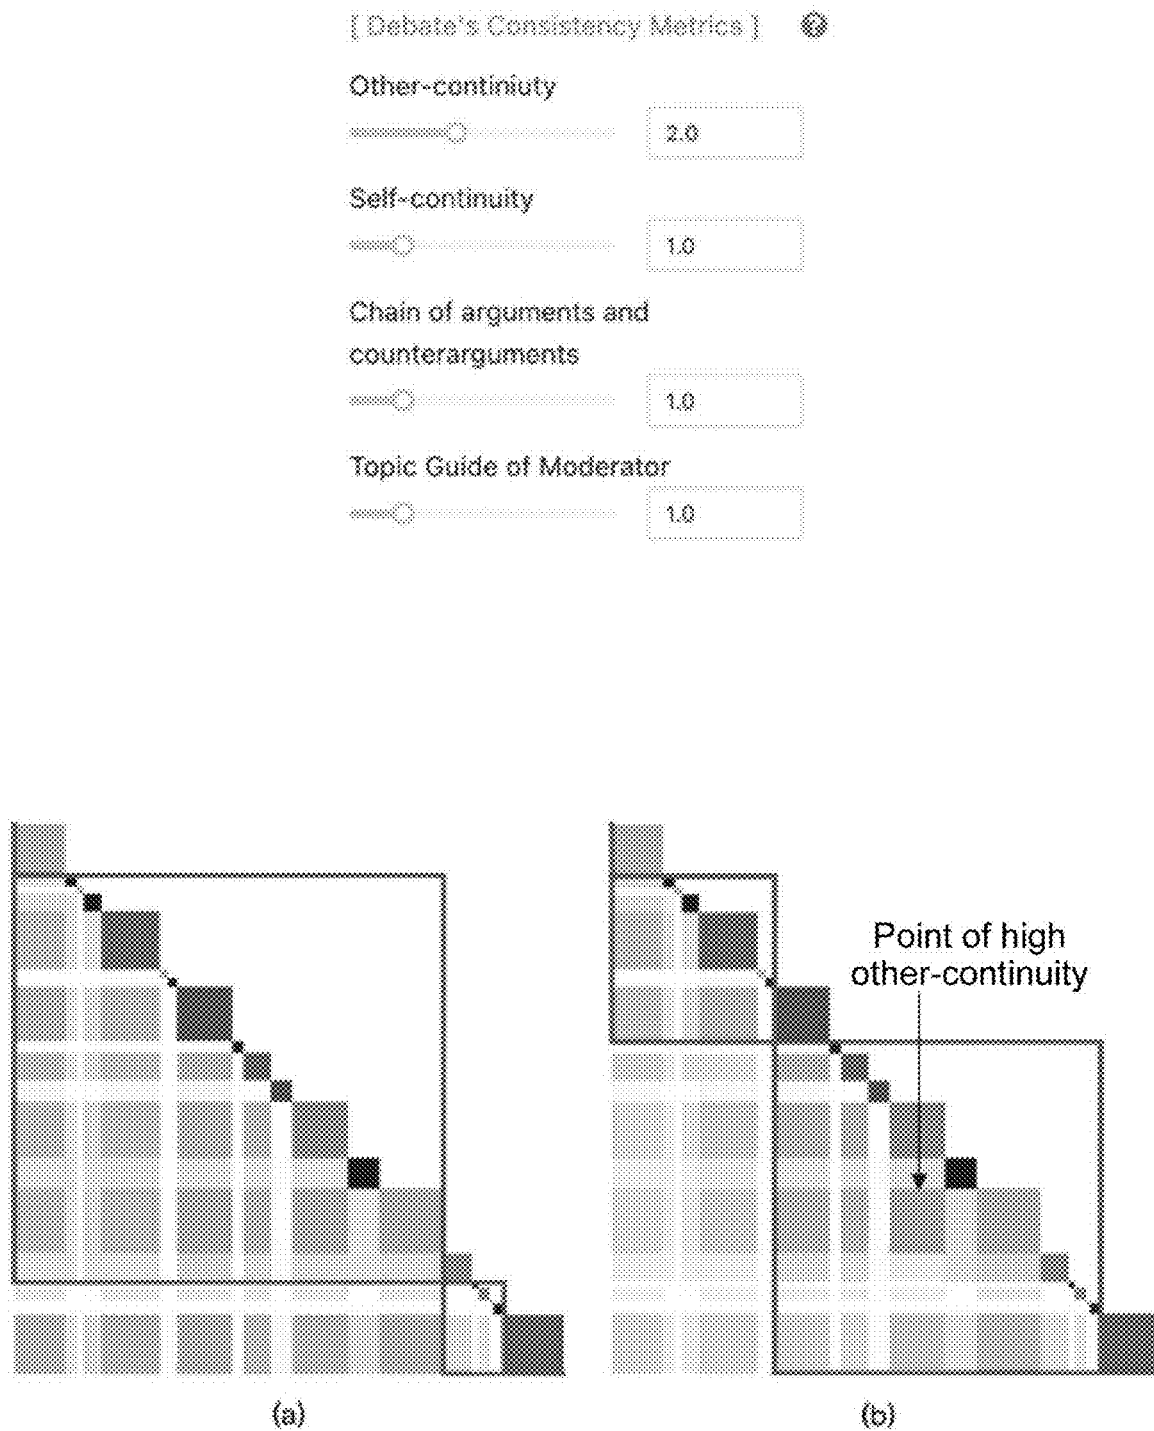 [ Debate's Consistency Metrics ] ?
Other-continiuty
2.0
Self-continuity
1.0
Chain of arguments and
counterarguments
1.0
Topic Guide of Moderator
1.0
Point of high
other-continuity
(a)
(b)